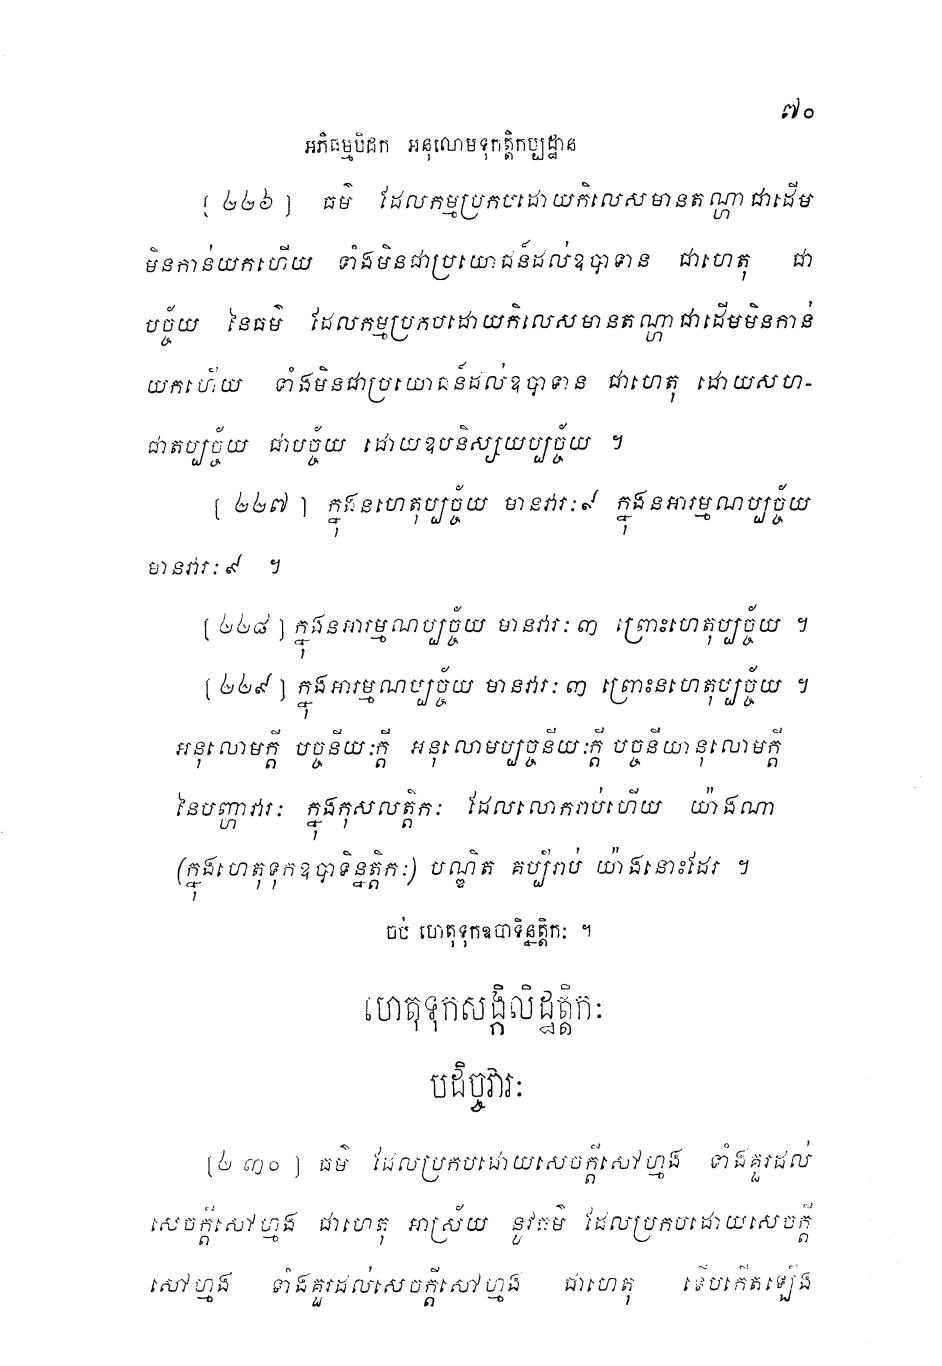 ៧០
អភិធម្មបិដក អនុលោមទុកត្តិកប្បដ្ឋាន
[២២៦] ធម៌ ដែលកម្មប្រកបដោយកិលេសមានតណ្ហាជាដើម
មិនកាន់យកហើយ ទាំងមិនជាប្រយោជន៍ដល់ឧបាទាន ជាហេតុ ជា
បច្ច័យ នៃធម៌ ដែលកម្មប្រកបដោយកិលេសមានតណ្ហាជាដើមមិនកាន់
យកហើយ ទាំងមិនជាប្រយោជន៍ដល់ឧបាទាន ជាហេតុ ដោយសហ-
ជាតប្បច្ច័យ ជាបច្ច័យ ដោយឧបនិស្សយប្បច្ច័យ ។
[២២៧] ក្នុងនហេតុប្បច្ច័យ មានវារៈ៩ ក្នុងនអារម្មណប្បច្ច័យ
មានវារៈ៩ ។
[២២៨] ក្នុងនអារម្មណប្បច្ច័យ មានវារៈ៣ ព្រោះហេតុប្បច្ច័យ ។
[២២៩] ក្នុងអារម្មណប្បច្ច័យ មានវារៈ៣ ព្រោះនហេតុប្បច្ច័យ ។
អនុលោមក្តី បច្ចនីយៈក្តី អនុលោមប្បច្ចនីយៈក្តី បច្ចនីយានុលោមក្តី
នៃបញ្ហាវារៈ ក្នុងកុសលត្តិកៈ ដែលលោករាប់ហើយ យ៉ាងណា
(ក្នុងហេតុទុកឧបាទិន្នត្តិកៈ) បណ្ឌិត គប្បីរាប់ យ៉ាងនោះដែរ ។
ចប់ ហេតុទុកឧបាទិន្នត្តិកៈ ។
ហេតុទុកសង្កិលិដ្ឋត្តិកៈ
បដិច្ចវារៈ
[២៣០] ធម៌ ដែលប្រកបដោយសេចក្តីសៅហ្មង ទាំងគួរដល់
សេចក្តីសៅហ្មង ជាហេតុ អាស្រ័យ នូវធម៌ ដែលប្រកបដោយសេចក្តី
សៅហ្មង ទាំងគួរដល់សេចក្តីសៅហ្មង ជាហេតុ ទើបកើតឡើង